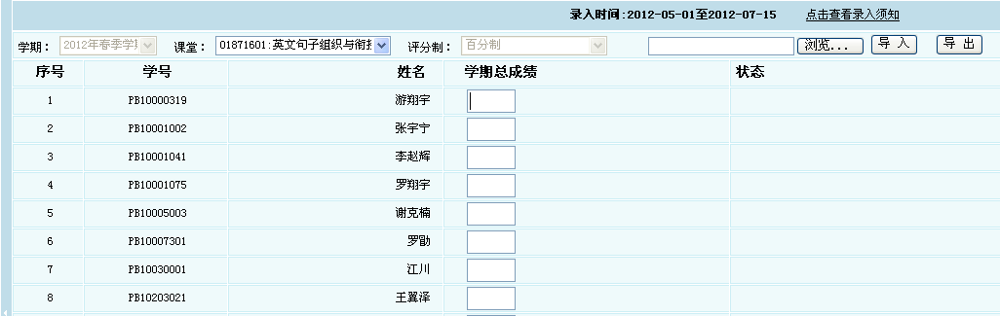 录入时间:2012-05-01至2012-07-15 点击查看录入须知
学期: 2012年春季学期 课堂: 01871601:英文句子组织与衔接 评分制: 百分制 浏览... 导 入 导 出
序号 学号 姓名 学期总成绩 状态
1 PB10000319 游翔宇
2 PB10001002 张宇宁
3 PB10001041 李赵辉
4 PB10001075 罗翔宇
5 PB10005003 谢克楠
6 PB10007301 罗勖
7 PB10030001 江川
8 PB10203021 王翼泽